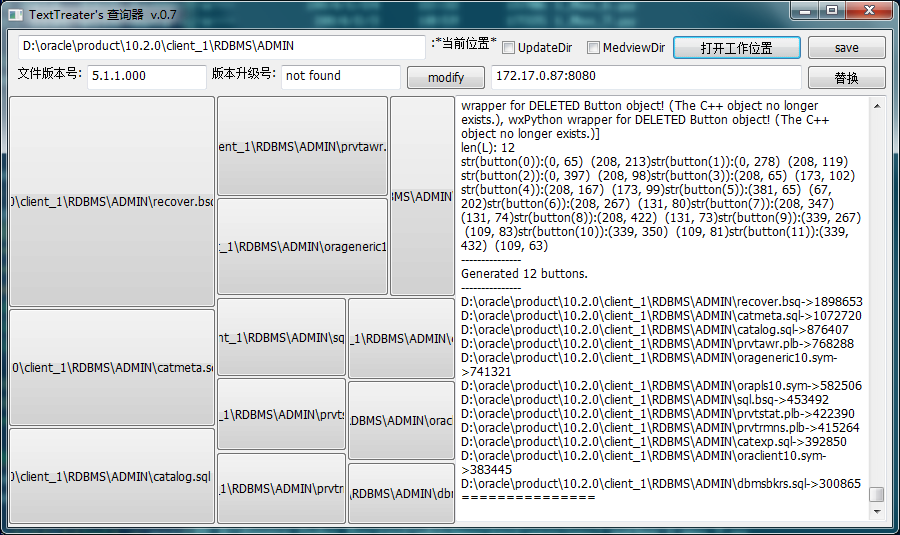 TextTreater's 查询器 v.0.7
D:\oracle\product\10.2.0\client_1\RDBMS\ADMIN :*当前位置* UpdateDir MedviewDir 打开工作位置 save
文件版本号: 5.1.1.000 版本升级号: not found modify 172.17.0.87:8080 替换
0\client_1\RDBMS\ADMIN\recover.bsq
ent_1\RDBMS\ADMIN\prvtawr.
MS\ADMIN\
t_1\RDBMS\ADMIN\orageneric1
0\client_1\RDBMS\ADMIN\catmeta.s
nt_1\RDBMS\ADMIN\sq
_1\RDBMS\ADMIN\
_1\RDBMS\ADMIN\prvts
.DBMS\ADMIN\orac
0\client_1\RDBMS\ADMIN\catalog.sql
_1\RDBMS\ADMIN\prvtr
\RDBMS\ADMIN\dbr
wrapper for DELETED Button object! (The C++ object no longer
exists.), wxPython wrapper for DELETED Button object! (The C++
object no longer exists.)]
len(L): 12
str(button(0)):(0, 65) (208, 213)str(button(1)):(0, 278) (208, 119)
str(button(2)):(0, 397) (208, 98)str(button(3)):(208, 65) (173, 102)
str(button(4)):(208, 167) (173, 99)str(button(5)):(381, 65) (67,
202)str(button(6)):(208, 267) (131, 80)str(button(7)):(208, 347)
(131, 74)str(button(8)):(208, 422) (131, 73)str(button(9)):(339, 267)
(109, 83)str(button(10)):(339, 350) (109, 81)str(button(11)):(339,
432) (109, 63)
---------------
Generated 12 buttons.
---------------
D:\oracle\product\10.2.0\client_1\RDBMS\ADMIN\recover.bsq->1898653
D:\oracle\product\10.2.0\client_1\RDBMS\ADMIN\catmeta.sql->1072720
D:\oracle\product\10.2.0\client_1\RDBMS\ADMIN\catalog.sql->876407
D:\oracle\product\10.2.0\client_1\RDBMS\ADMIN\prvtawr.plb->768288
D:\oracle\product\10.2.0\client_1\RDBMS\ADMIN\orageneric10.sym-
>741321
D:\oracle\product\10.2.0\client_1\RDBMS\ADMIN\orapls10.sym->582506
D:\oracle\product\10.2.0\client_1\RDBMS\ADMIN\sql.bsq->453492
D:\oracle\product\10.2.0\client_1\RDBMS\ADMIN\prvtstat.plb->422390
D:\oracle\product\10.2.0\client_1\RDBMS\ADMIN\prvtrmns.plb->415264
D:\oracle\product\10.2.0\client_1\RDBMS\ADMIN\catexp.sql->392850
D:\oracle\product\10.2.0\client_1\RDBMS\ADMIN\oraclient10.sym-
>383445
D:\oracle\product\10.2.0\client_1\RDBMS\ADMIN\dbmsbkrs.sql->300865
===============